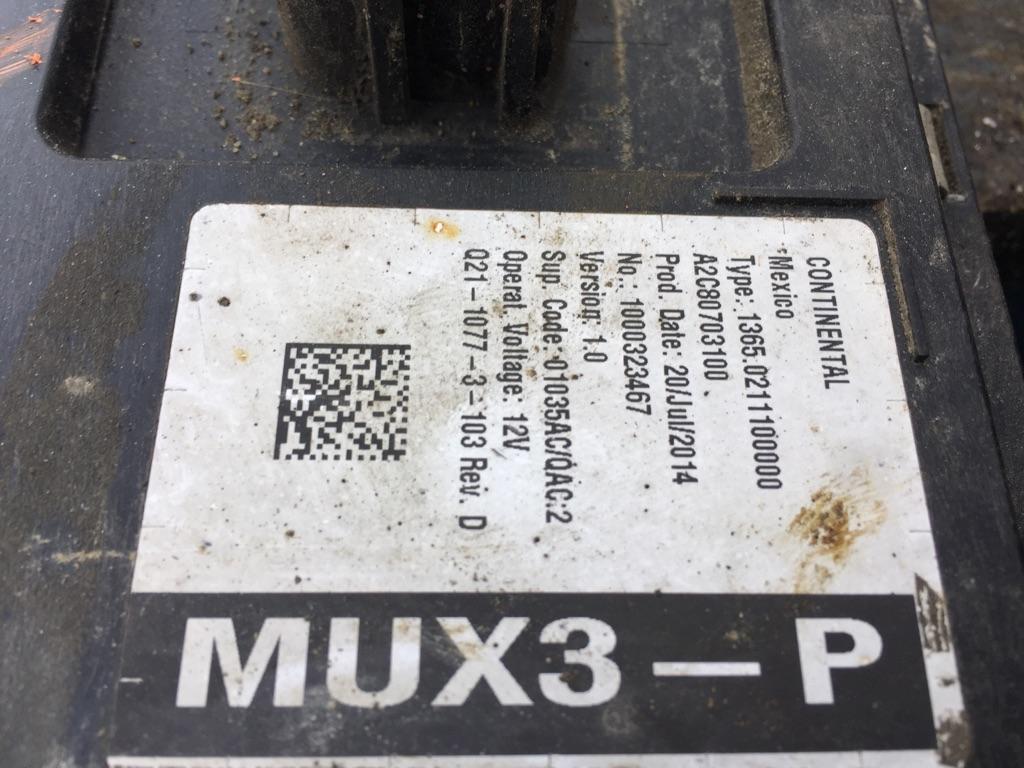 CONTINENTAL
*Mexico
Type: 1365.02111100000
A2C80703100
Prod. Date: 20/Jul/2014
No.: 1000323467
Version: 1.0
Sup. Code: 01035AC/QAC:2
Operat. Voltage: 12V
Q21-1077-3-103 Rev. D
MUX3-P